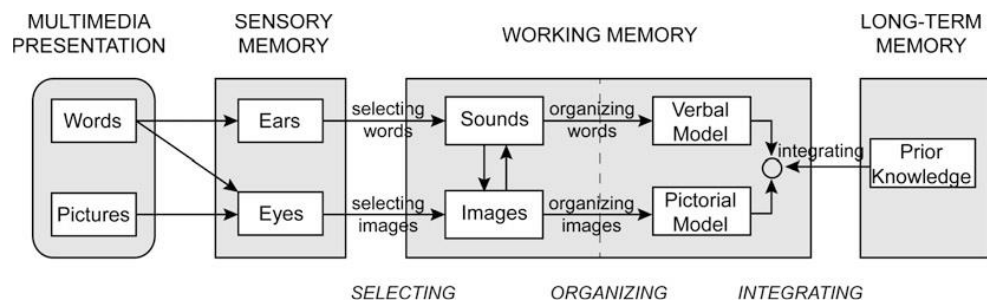 MULTIMEDIA
PRESENTATION
SENSORY
MEMORY
WORKING MEMORY
LONG-TERM
MEMORY
Words
Ears
selecting
words
Sounds
organizing
words
Verbal
Model
integrating
Prior
Knowledge
Pictures
Eyes
selecting
images
Images
organizing
images
Pictorial
Model
SELECTING
ORGANIZING
INTEGRATING